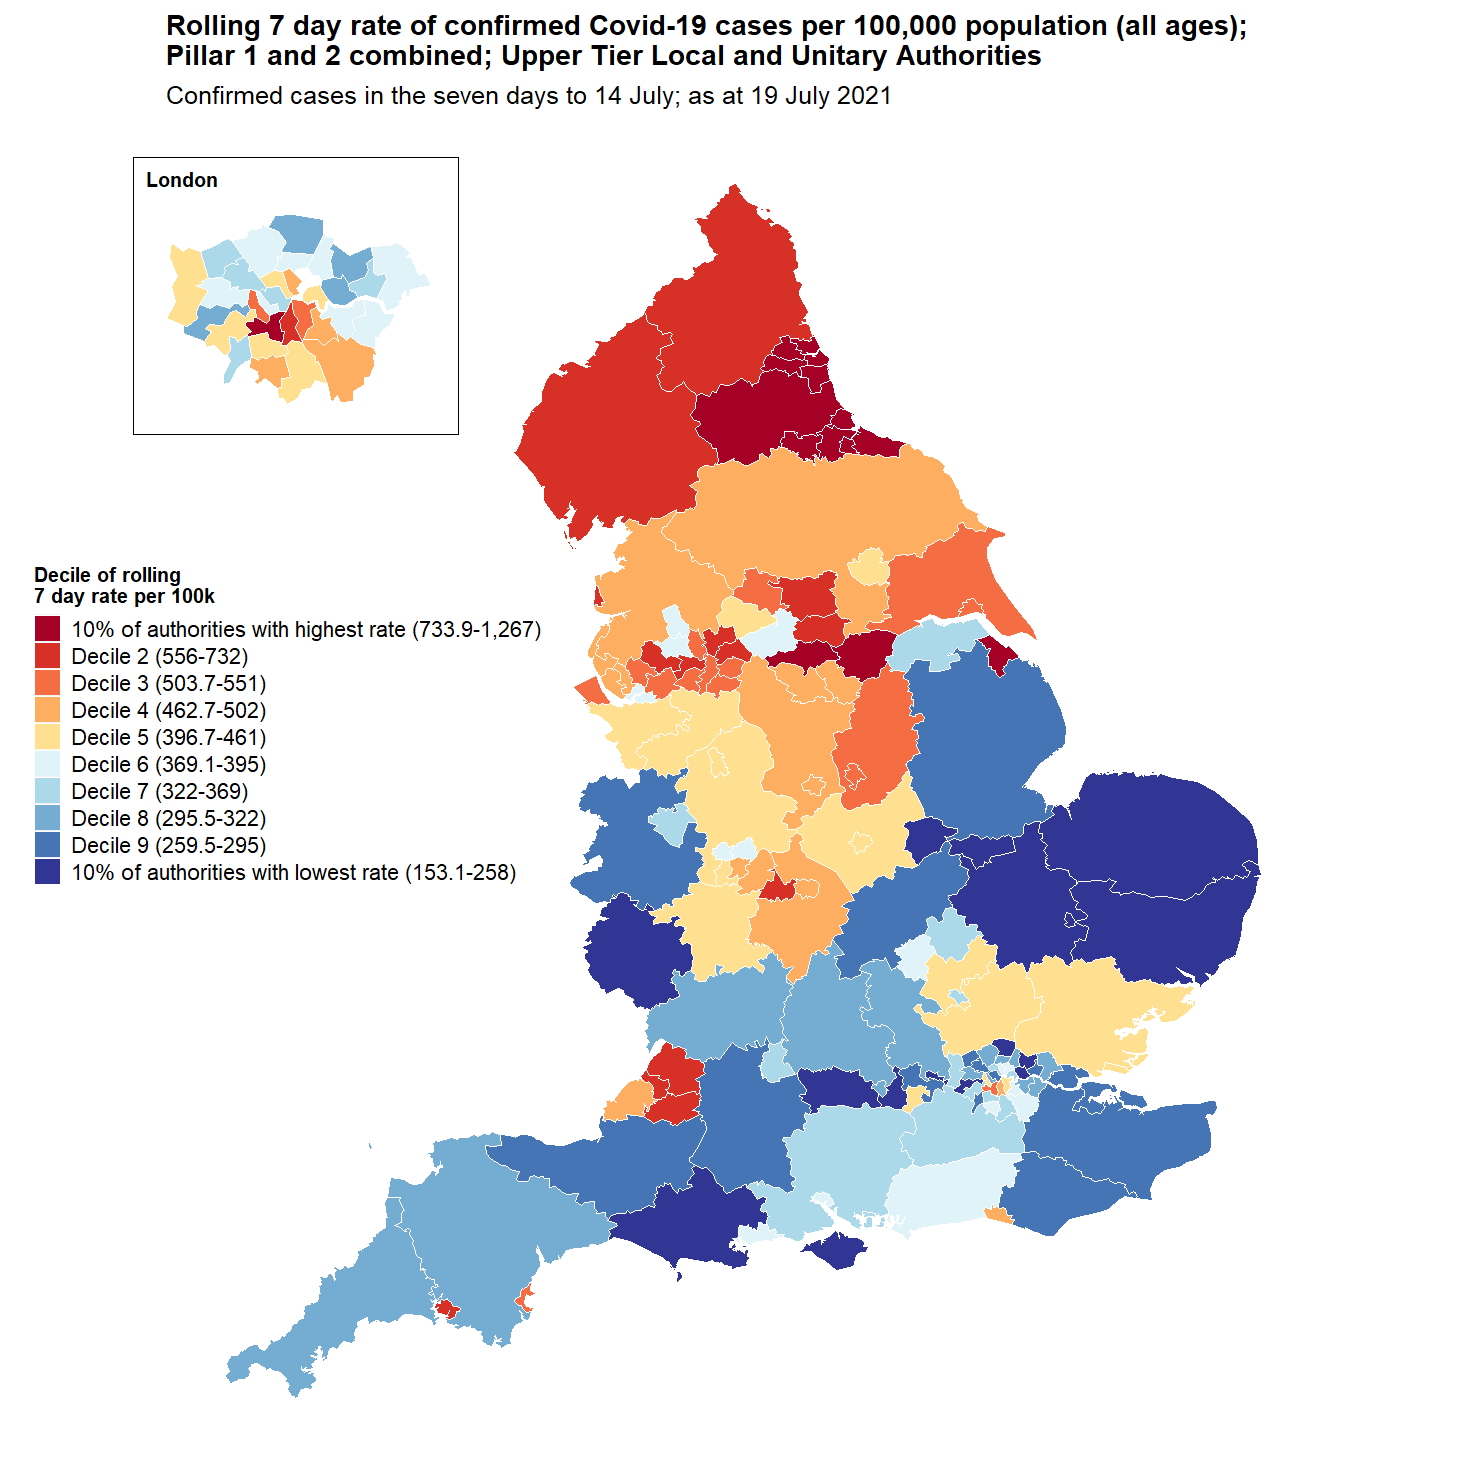 Rolling 7 day rate of confirmed Covid-19 cases per 100,000 population (all ages);
Pillar 1 and 2 combined; Upper Tier Local and Unitary Authorities
Confirmed cases in the seven days to 14 July; as at 19 July 2021
London
Decile of rolling
7 day rate per 100k
10% of authorities with highest rate (733.9-1,267)
Decile 2 (556-732)
Decile 3 (503.7-551)
Decile 4 (462.7-502)
Decile 5 (396.7-461)
Decile 6 (369.1-395)
Decile 7 (322-369)
Decile 8 (295.5-322)
Decile 9 (259.5-295)
10% of authorities with lowest rate (153.1-258)